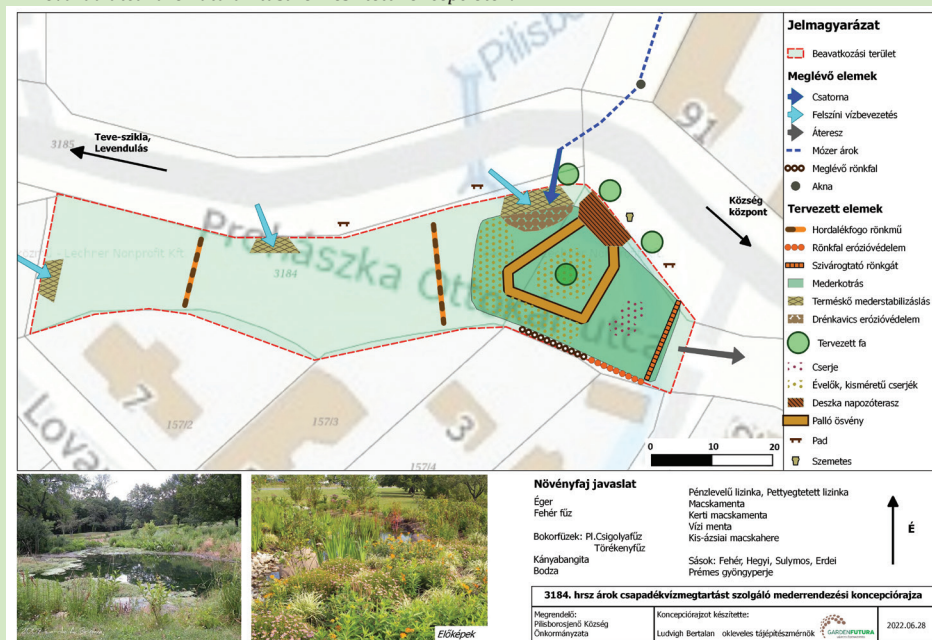 Jelmagyarázat
Beavatkozási terület
Meglévő elemek
Csatorna
Felszíni vízbevezetés
Áteresz
Mózer árok
Meglévő rönkfal
Akna
Tervezett elemek
Hordalékfogo rönkmű
Rönkfal erózióvédelem
Szivárogtató rönkgát
Mederkotrás
Terméskő mederstabilizáslás
Drénkavics erózióvédelem
Tervezett fa
Cserje
Évelők, kisméretű cserjék
Deszka napozóterasz
Palló ösvény
Pad
Szemetes
Teve-szikla,
Levendulás
3185
91
Község
központ
Lechner Nonprofit Kft
3184
Prohászka Ottokár utca
7
157/2
157/3
3
157/4
0 10 20
Előképek
Növényfaj javaslat
Éger
Fehér fűz
Bokorfüzek: Pl.Csigolyafűz
Törékenyfűz
Kányabangita
Bodza
Pénzlevelű lizinka, Pettyegtetett lizinka
Macskamenta
Kerti macskamenta
Vízi menta
Kis-ázsiai macskahere
Sások: Fehér, Hegyi, Sulymos, Erdei
Prémes gyöngyperje
É
3184. hrsz árok csapadékvízmegtartást szolgáló mederrendezési koncepciórajza
Megrendelő:
Pilisborosjenő Község
Önkormányzata
Koncepciórajzot készítette:
Ludvigh Bertalan okleveles tájépítészmérnök
GARDENFUTURA
2022.06.28